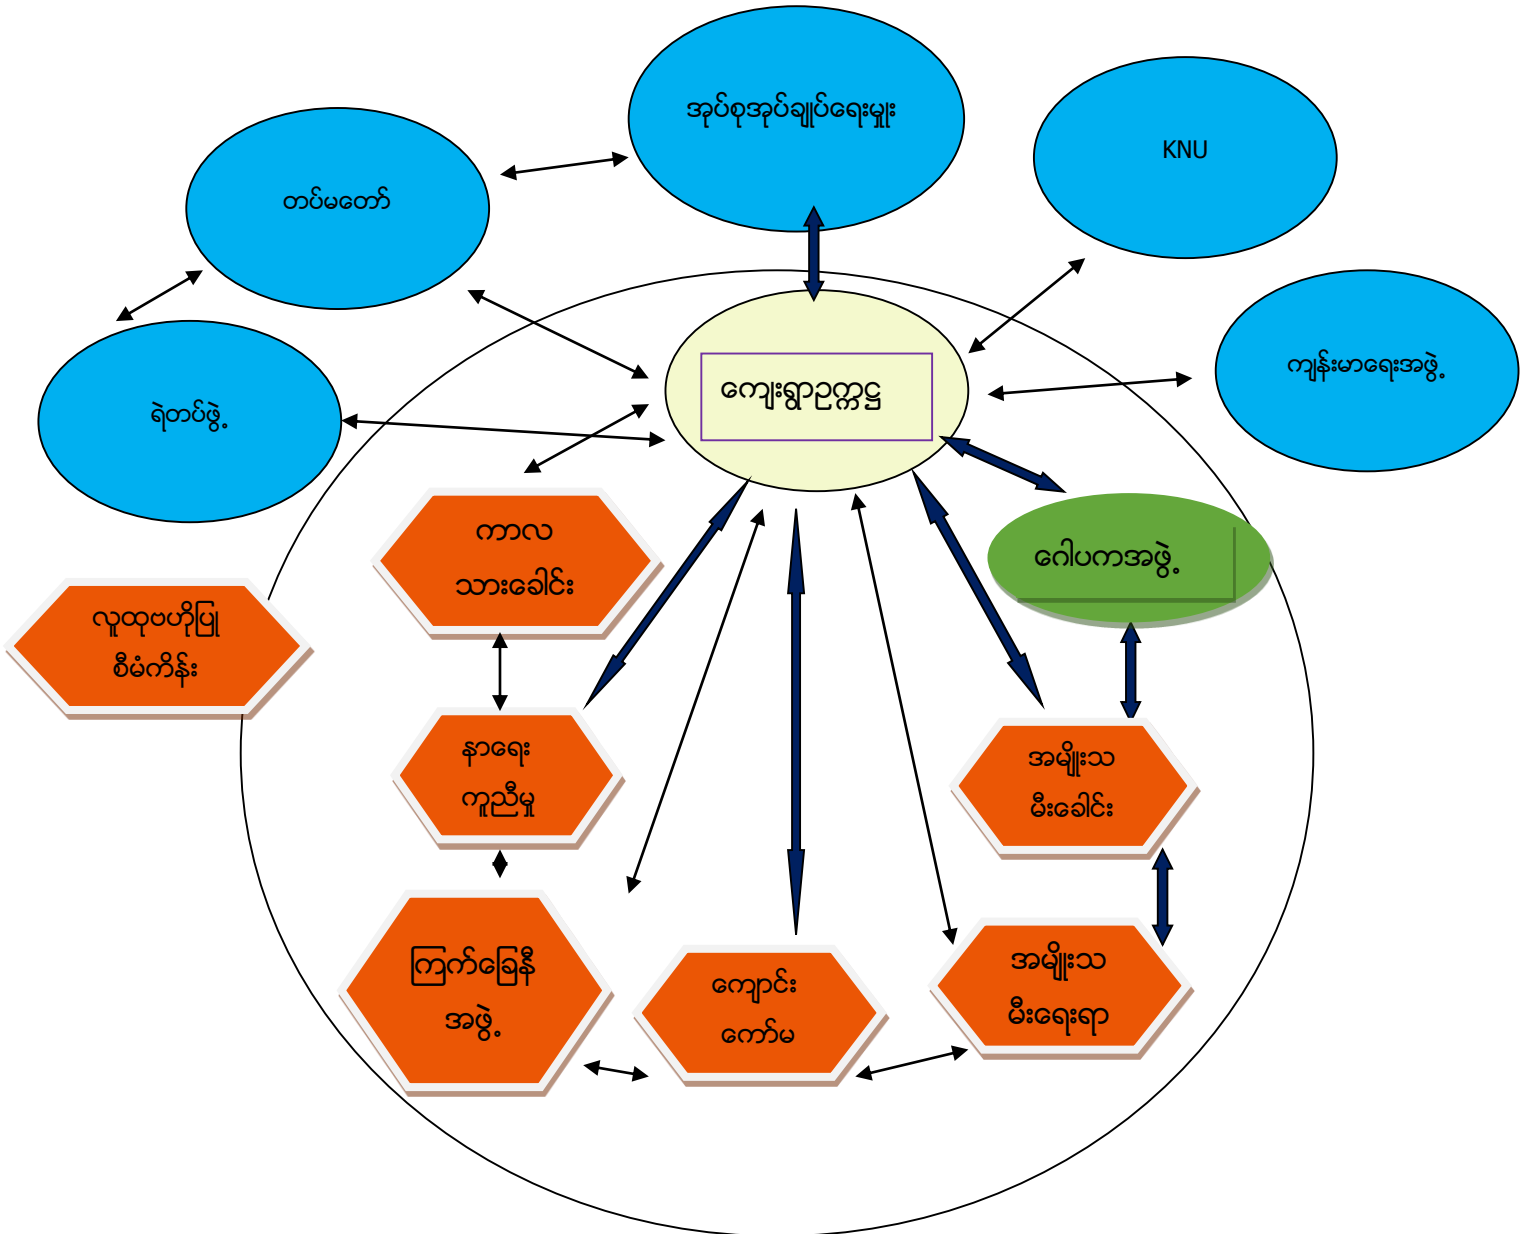 အုပ်စုအုပ်ချုပ်ရေးမှုး
KNU
တပ်မတော်
ကျန်းမာရေးအဖွဲ့
ကျေးရွာဥက္ကဋ္ဌ
ရဲတပ်ဖွဲ့
ကာလ
သားခေါင်း
ဂေါပကအဖွဲ့
လူထုဗဟိုပြု
စီမံကိန်း
နာရေး
ကူညီမှု
အမျိုးသ
မီးခေါင်း
ကြက်ခြေနီ
အဖွဲ့
ကျောင်း
ကော်မ
အမျိုးသ
မီးရေးရာ